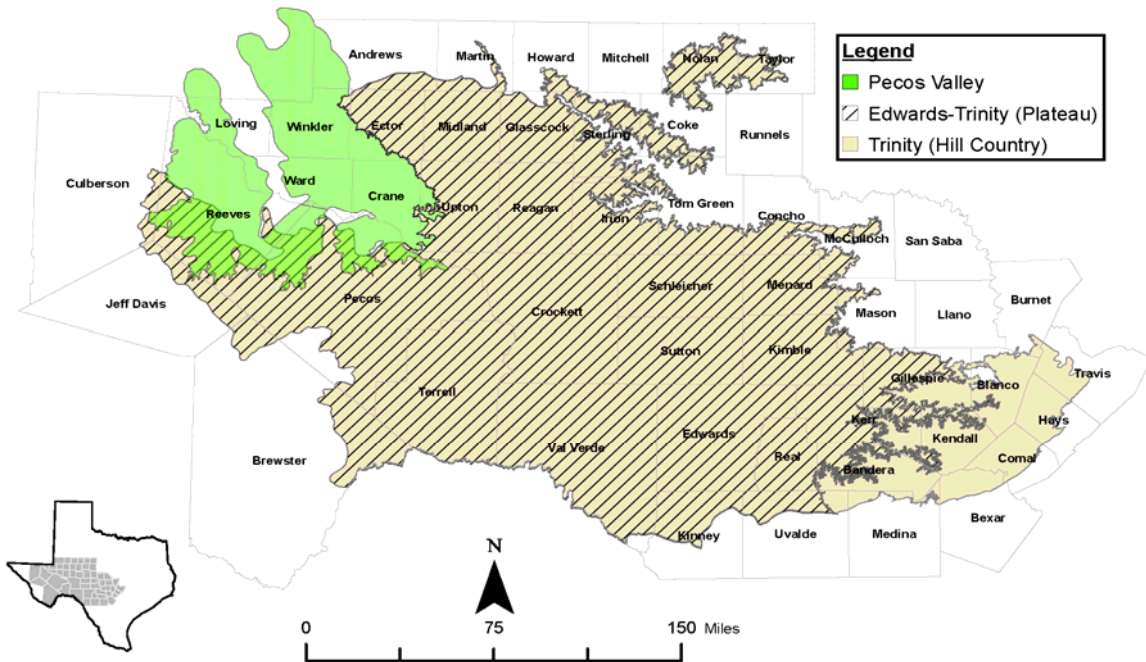 Andrews
Martin
Howard
Mitchell
Nolan
Taylor
Legend
Pecos Valley
Edwards-Trinity (Plateau)
Trinity (Hill Country)
Loving
Winkler
Ector
Midland
Glasscock
Sterling
Coke
Runnels
Culberson
Ward
Crane
Reeves
Upton
Reagan
Irion
Tom Green
Concho
McCulloch
San Saba
Jeff Davis
Pecos
Crockett
Schleicher
Menard
Mason
Llano
Burnet
Sutton
Kimble
Gillespie
Blanco
Travis
Terrell
Kerr
Hays
Brewster
Val Verde
Edwards
Real
Bandera
Kendall
Comal
Kinney
Uvalde
Medina
Bexar
N
0 75 150 Miles